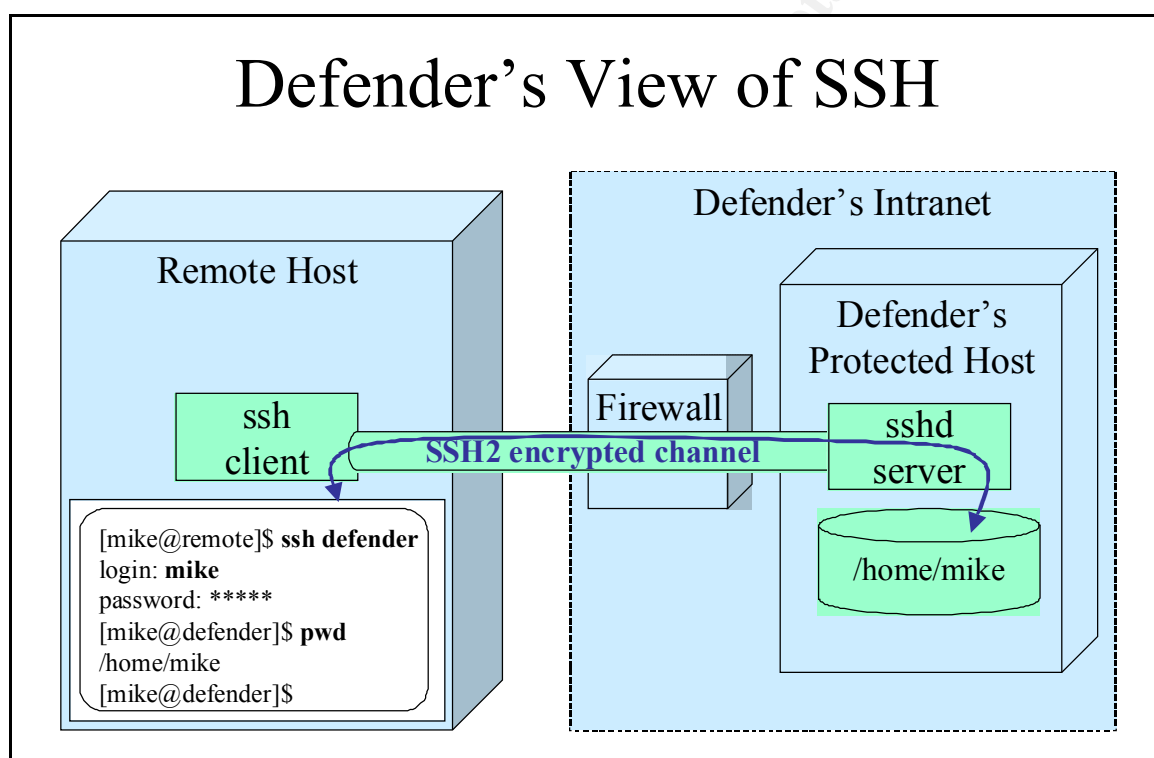 Defender’s View of SSH
Defender’s Intranet
Remote Host
Defender’s
Protected Host
Firewall
ssh
client
SSH2 encrypted channel
sshd
server
[mike@remote]$ ssh defender
login: mike
password: *****
[mike@defender]$ pwd
/home/mike
[mike@defender]$
/home/mike